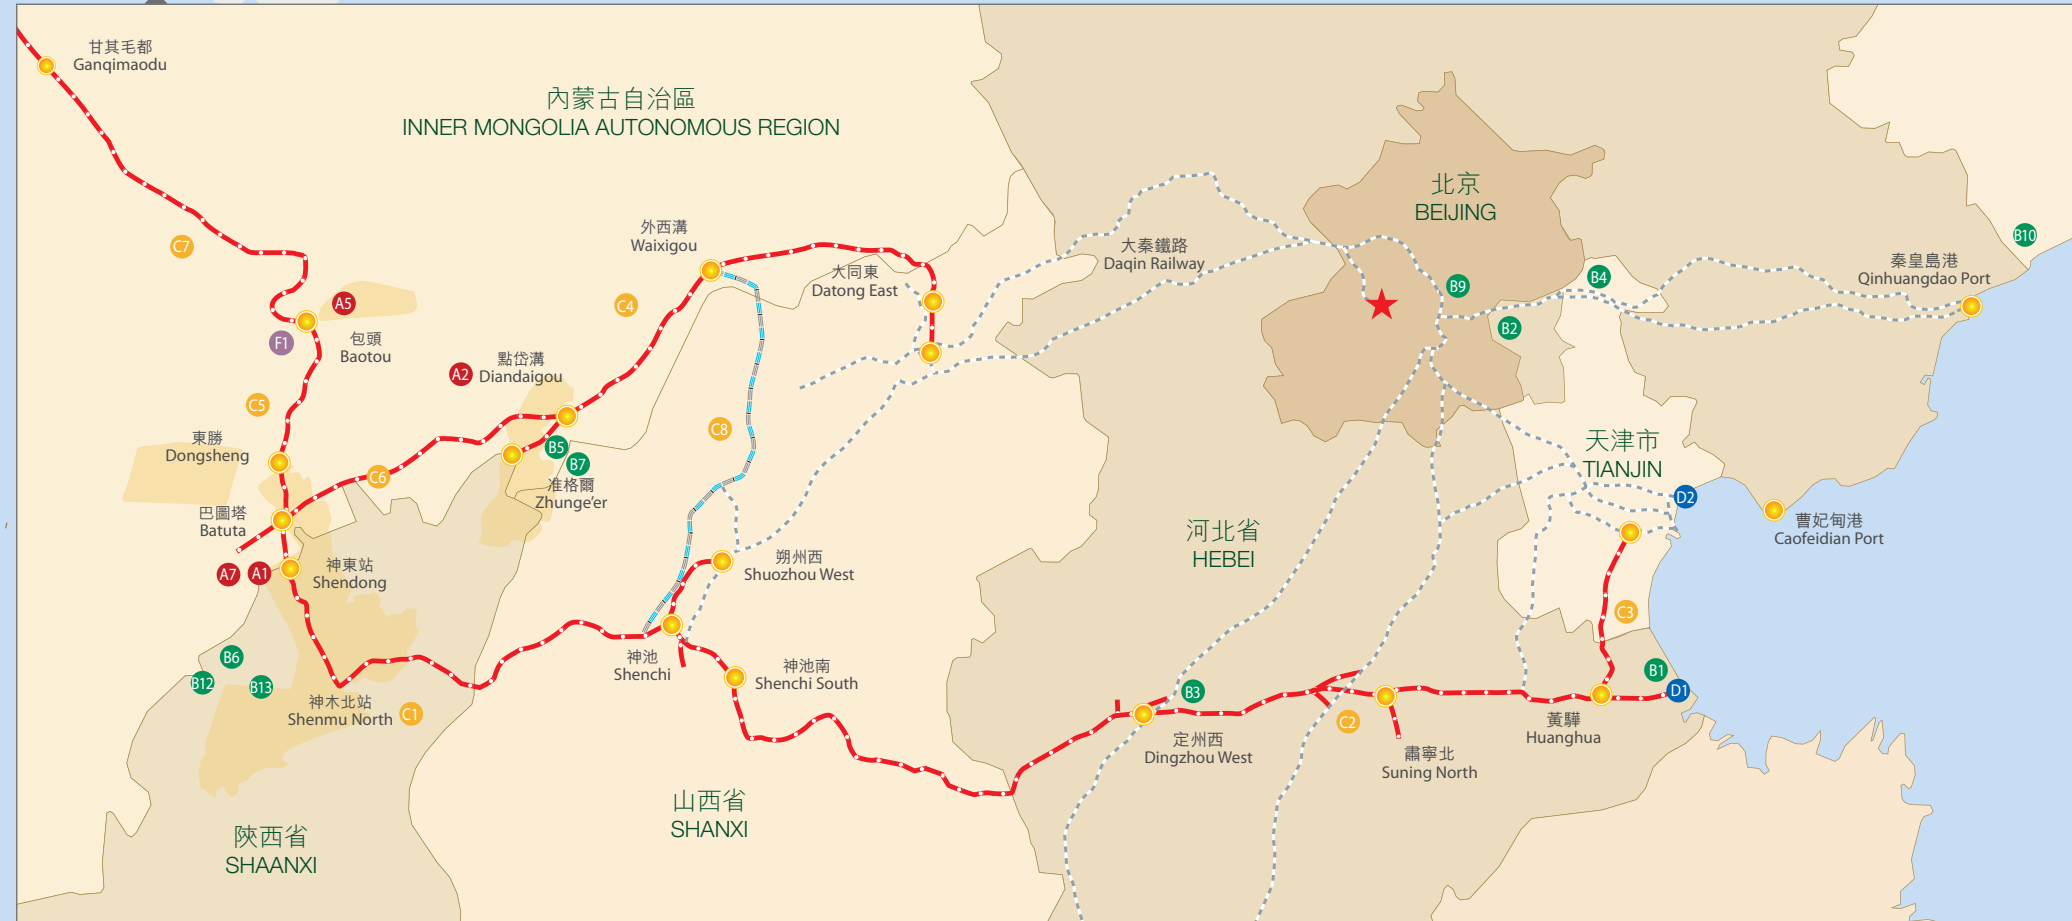 甘其毛都
Ganqimaodu
內蒙古自治區
INNER MONGOLIA AUTONOMOUS REGION
北京
BEIJING
外西溝
Waixigou
C7
大秦鐵路
Daqin Railway
B10
秦皇島港
Qinhuangdao Port
大同東
Datong East
B4
B9
A5
C4
F1
包頭
Baotou
B2
點岱溝
Diandaigou
A2
C5
C8
東勝
Dongsheng
B5
B7
C6
天津市
TIANJIN
准格爾
Zhunge'er
D2
巴圖塔
Batuta
河北省
HEBEI
曹妃甸港
Caofeidian Port
A7
A1
神東站
Shendong
朔州西
Shuozhou West
C3
B6
B12
B13
神池
Shenchi
神池南
Shenchi South
B1
D1
B3
神木北站
Shenmu North
C1
C2
黃驊
Huanghua
定州西
Dingzhou West
肅寧北
Suning North
山西省
SHANXI
陝西省
SHAANXI